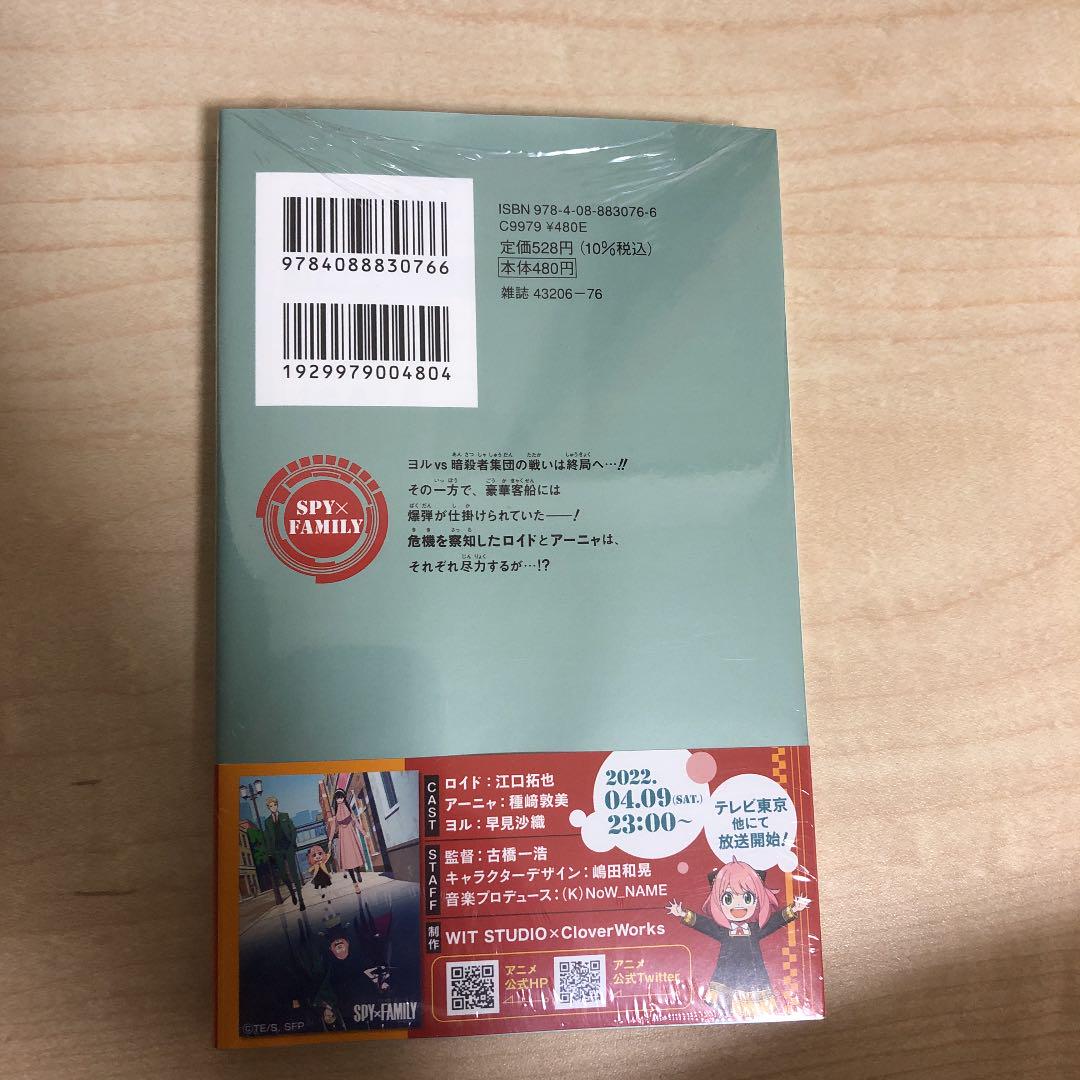 ISBN 978-4-08-883076-6
C9979 ¥480E
定価528円 (10%税込)
本体480円
雑誌 43206-76
9784088830766
1929979004804
SPY×
FAMILY
ヨルvs暗殺者集団の戦いは終局へ…!!
その一方で、豪華客船には
爆弾が仕掛けられていた――!
危機を察知したロイドとアーニャは、
それぞれ尽力するが…!?
CAST
ロイド:江口拓也
アーニャ:種﨑敦美
ヨル:早見沙織
STAFF
監督:古橋一浩
キャラクターデザイン:嶋田和晃
音楽プロデュース:(K)NoW_NAME
制作
WIT STUDIO×CloverWorks
2022.
04.09(SAT.)
23:00~
テレビ東京
他にて
放送開始!
アニメ
公式HP
アニメ
公式Twitter
SPY×FAMILY
©TE/S, SFP